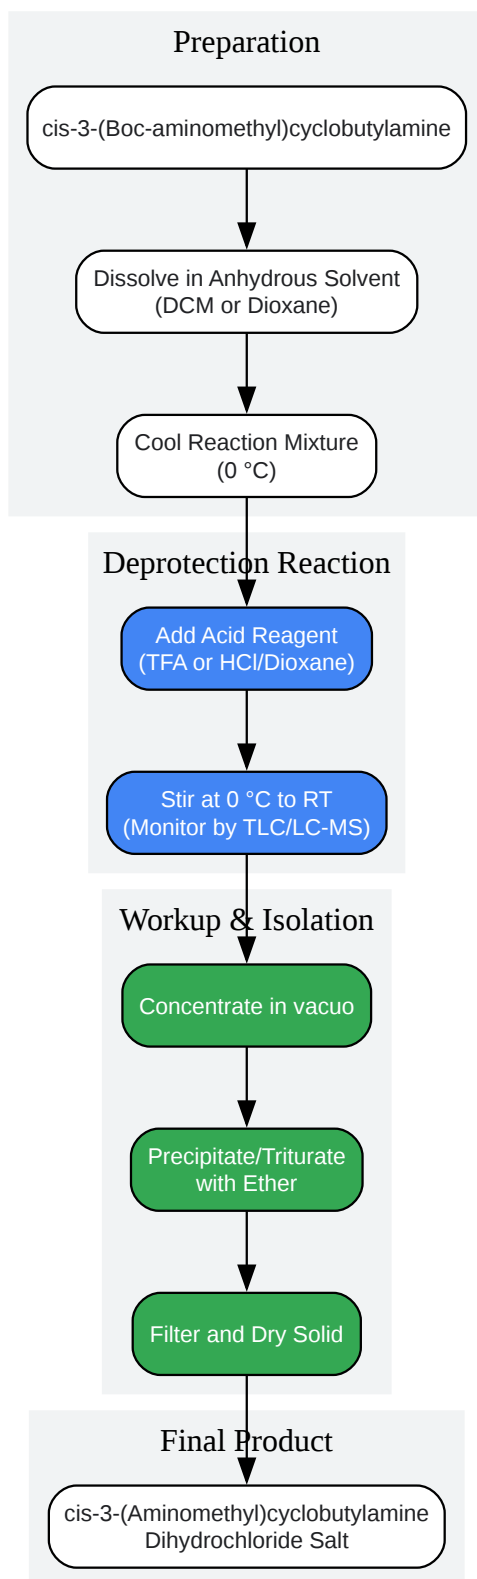 Preparation
cis-3-(Boc-aminomethyl)cyclobutylamine
Dissolve in Anhydrous Solvent
(DCM or Dioxane)
Cool Reaction Mixture
(0 °C)
Deprotection Reaction
Add Acid Reagent
(TFA or HCl/Dioxane)
Stir at 0 °C to RT
(Monitor by TLC/LC-MS)
Workup & Isolation
Concentrate in vacuo
Precipitate/Triturate
with Ether
Filter and Dry Solid
Final Product
cis-3-(Aminomethyl)cyclobutylamine
Dihydrochloride Salt